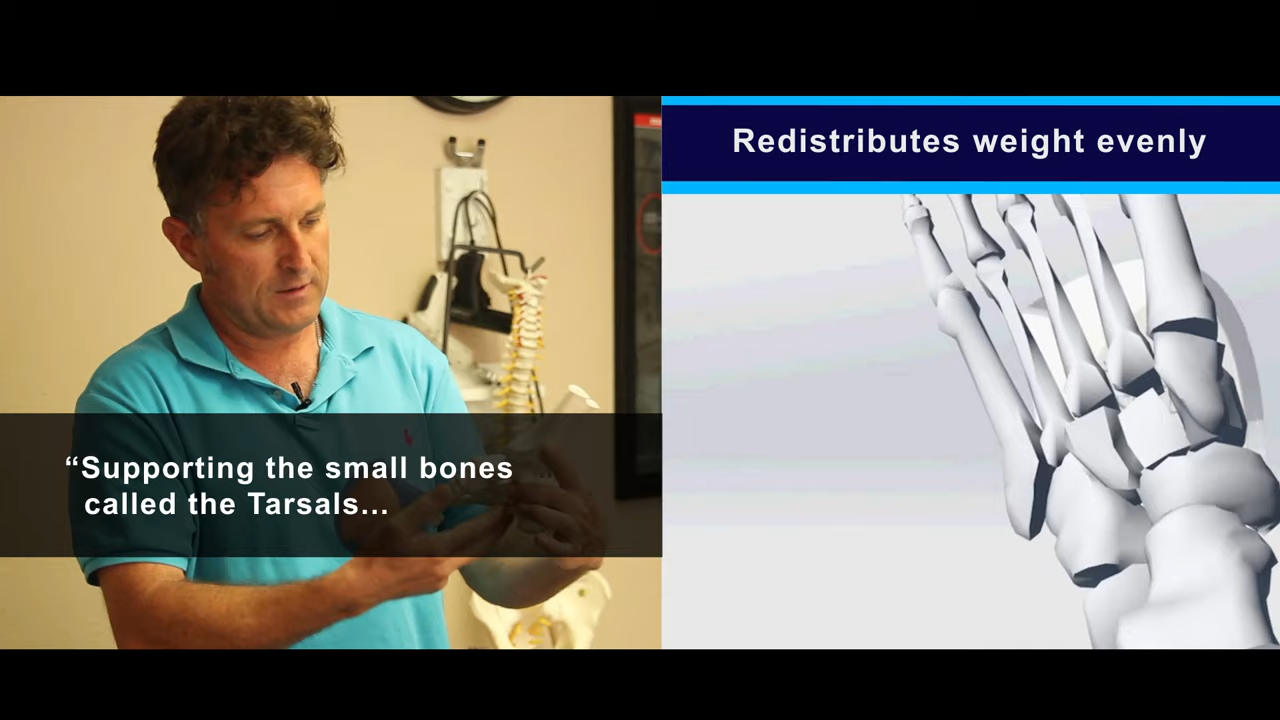 Redistributes weight evenly
“Supporting the small bones
called the Tarsals...